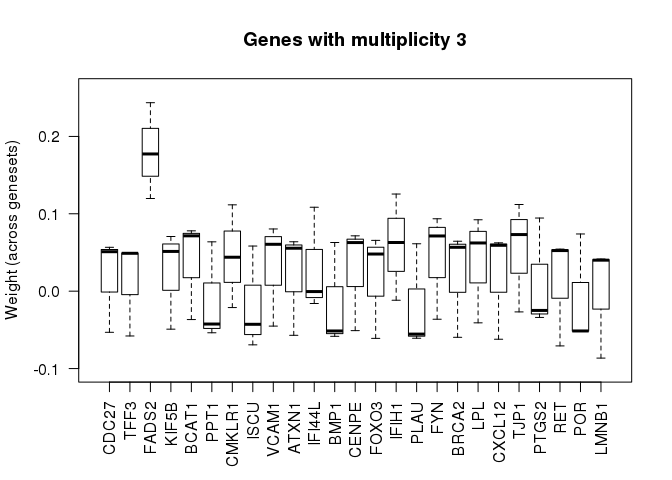 Genes with multiplicity 3
Weight (across genesets)
0.2
0.1
0.0
-0.1
CDC27
TFF3
FADS2
KIF5B
BCAT1
PPT1
CMKLR1
ISCU
VCAM1
ATXN1
IFI44L
BMP1
CENPE
FOXO3
IFIH1
PLAU
FYN
BRCA2
LPL
CXCL12
TJP1
PTGS2
RET
POR
LMNB1